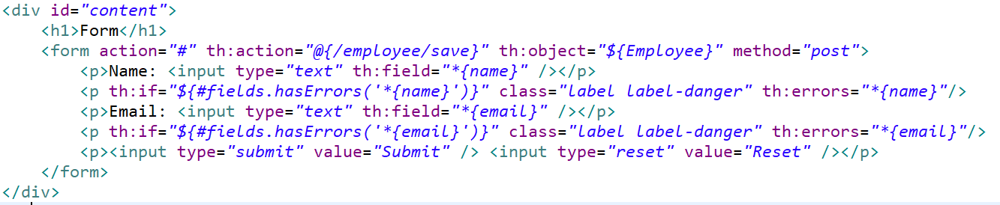 <div id="content">
    <h1>Form</h1>
    <form action="#" th:action="@{/employee/save}" th:object="${Employee}" method="post">
        <p>Name: <input type="text" th:field="*{name}" /></p>
        <p th:if="${#fields.hasErrors('*{name}')}" class="label label-danger" th:errors="*{name}"/>
        <p>Email: <input type="text" th:field="*{email}" /></p>
        <p th:if="${#fields.hasErrors('*{email}')}" class="label label-danger" th:errors="*{email}"/>
        <p><input type="submit" value="Submit" /> <input type="reset" value="Reset" /></p>
    </form>
</div>